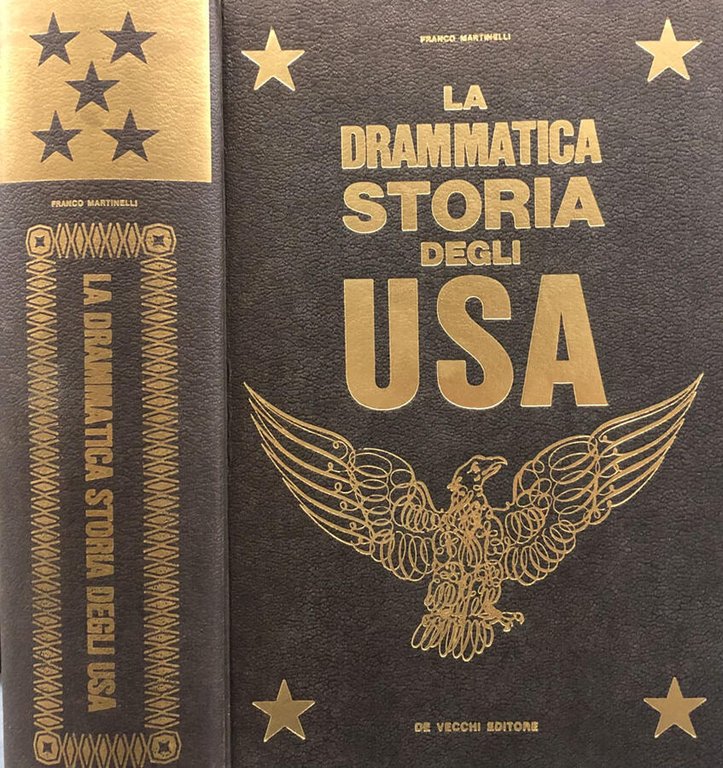 FRANCO MARTINELLI
LA DRAMMATICA STORIA DEGLI USA
FRANCO MARTINELLI
LA
DRAMMATICA
STORIA
DEGLI
USA
DE VECCHI EDITORE